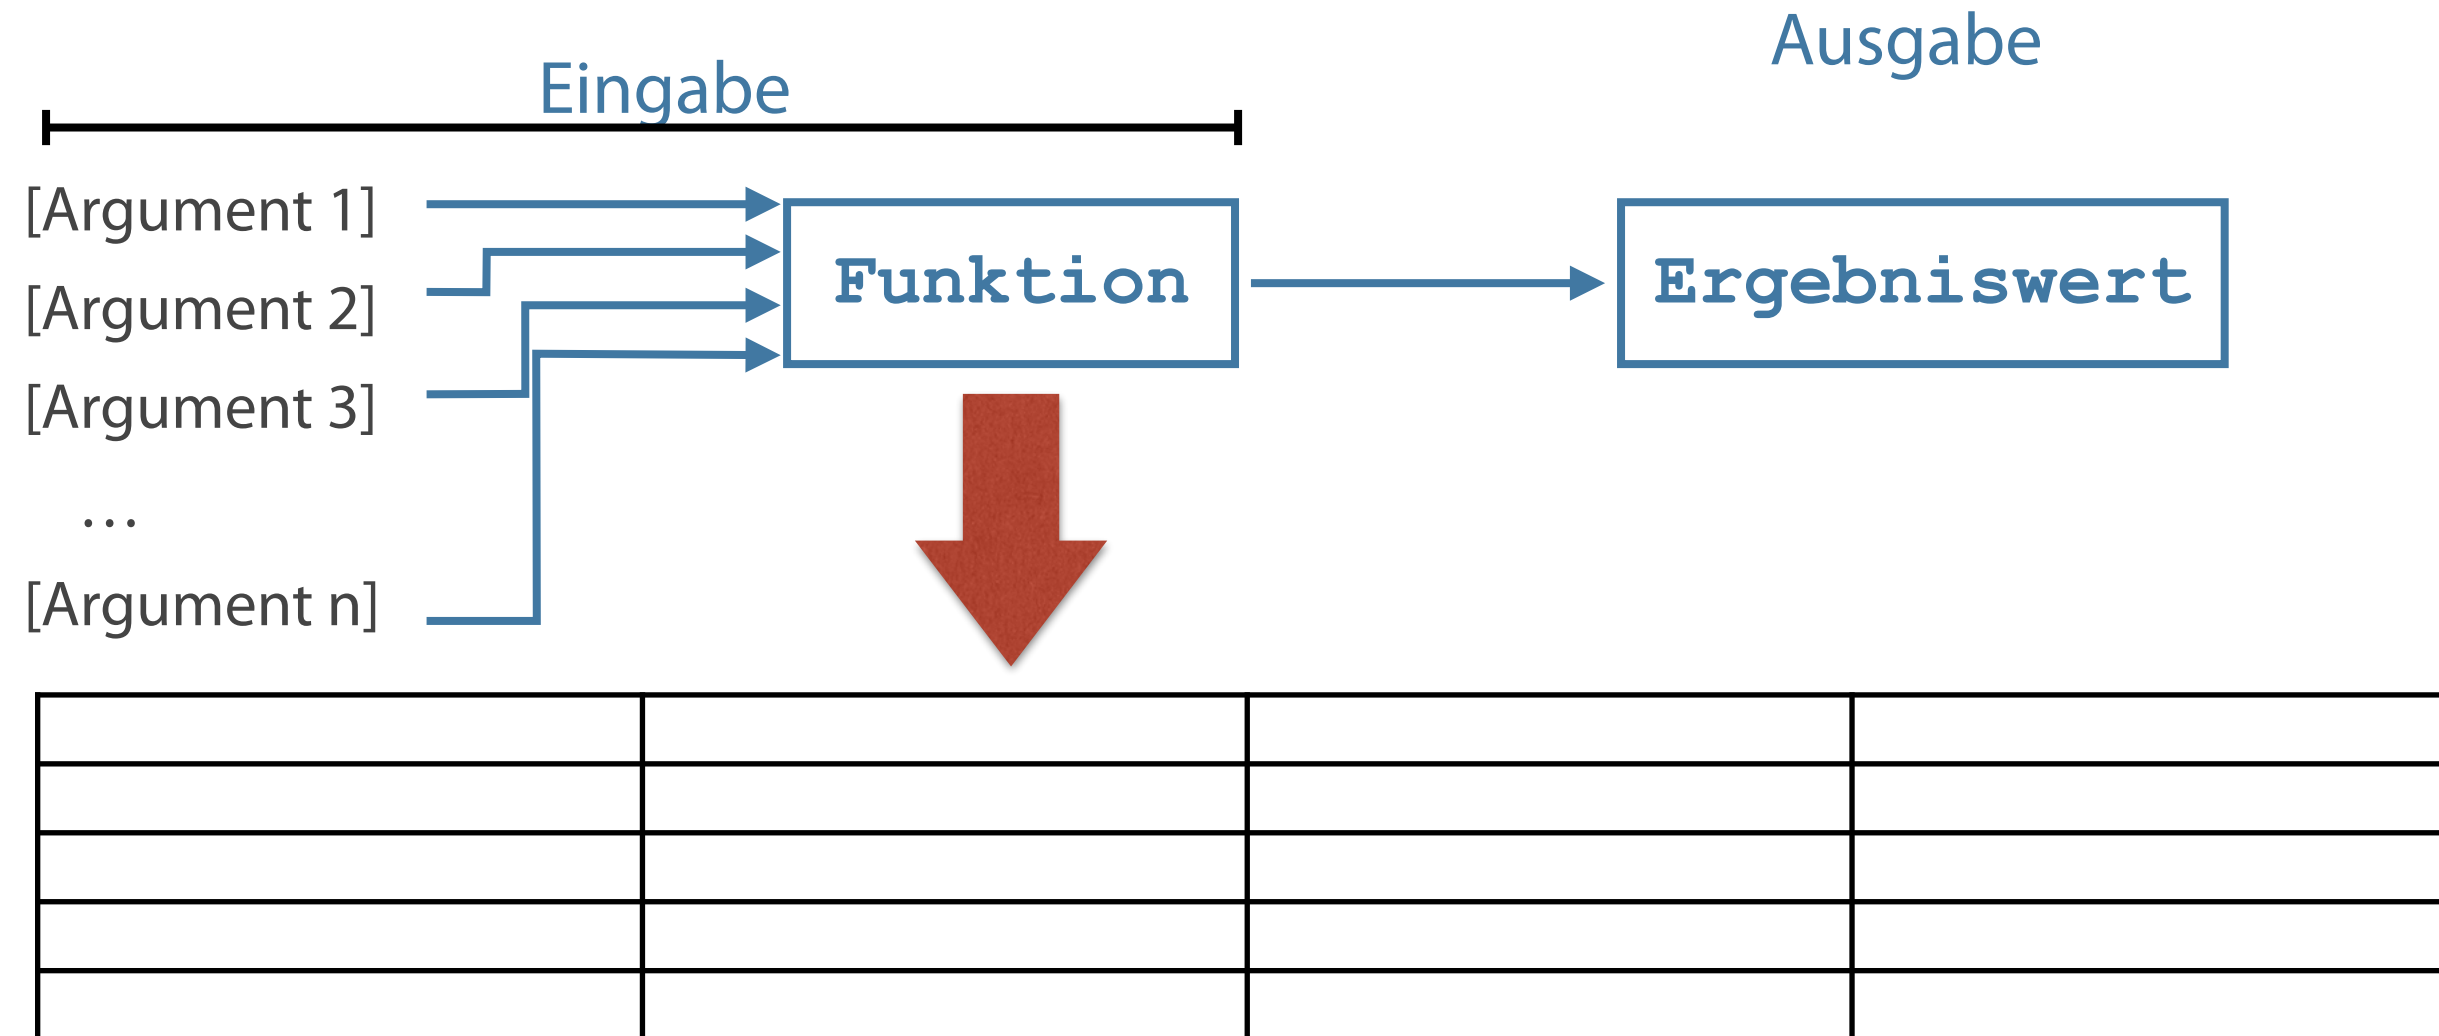 Ausgabe
Eingabe
[Argument 1]
[Argument 2]
[Argument 3]
...
[Argument n]
Funktion
Ergebniswert